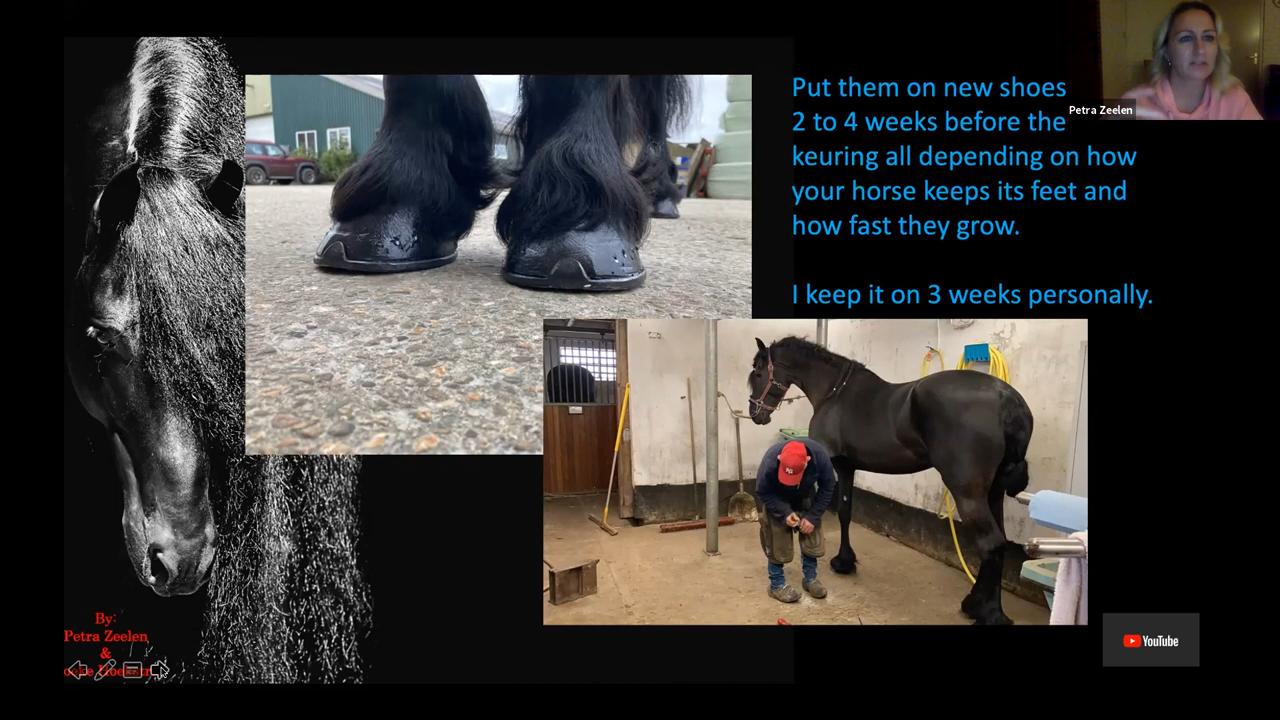 Put them on new shoes
2 to 4 weeks before the
keuring all depending on how
your horse keeps its feet and
how fast they grow.
I keep it on 3 weeks personally.
Petra Zeelen
By:
Petra Zeelen
&
YouTube